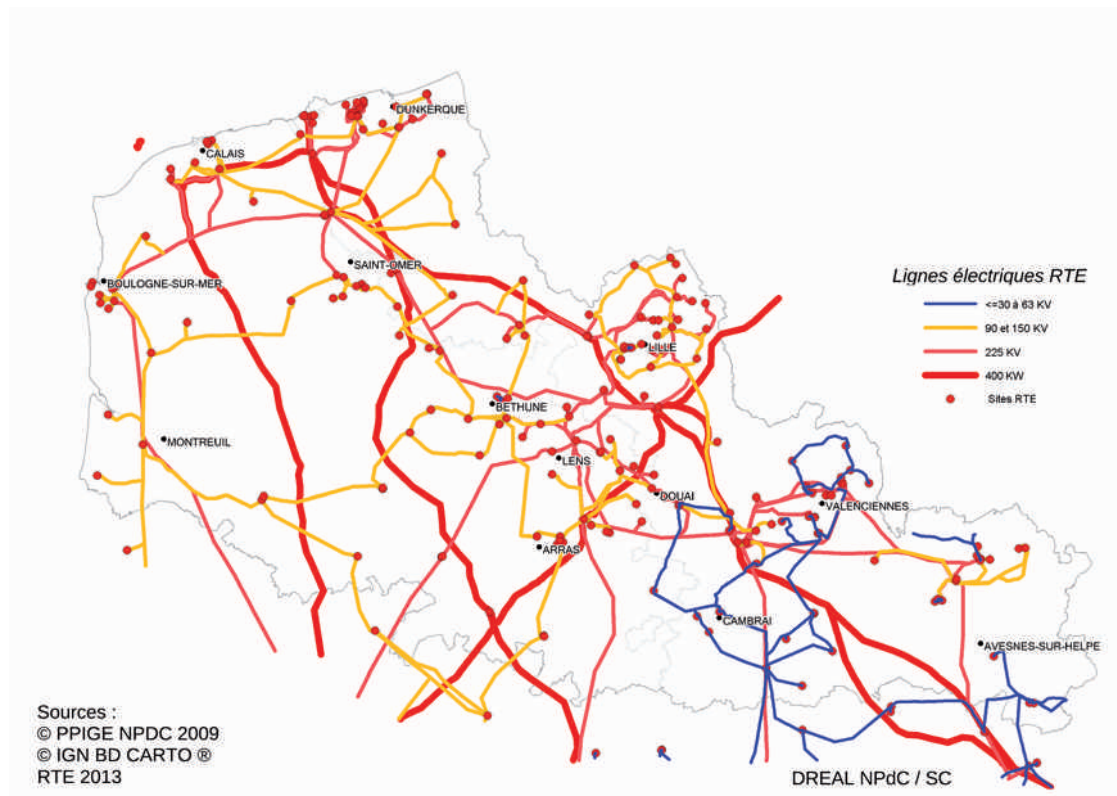 DUNKERQUE
CALAIS
SAINT-OMER
BOULOGNE-SUR-MER
Lignes électriques RTE
<=30 à 63 KV
90 et 150 KV
225 KV
400 KW
Sites RTE
LILLE
BETHUNE
MONTREUIL
LENS
DOUAI
VALENCIENNES
ARRAS
CAMBRAI
AVESNES-SUR-HELPE
Sources :
© PPIGE NPDC 2009
© IGN BD CARTO ®
RTE 2013
DREAL NPdC / SC